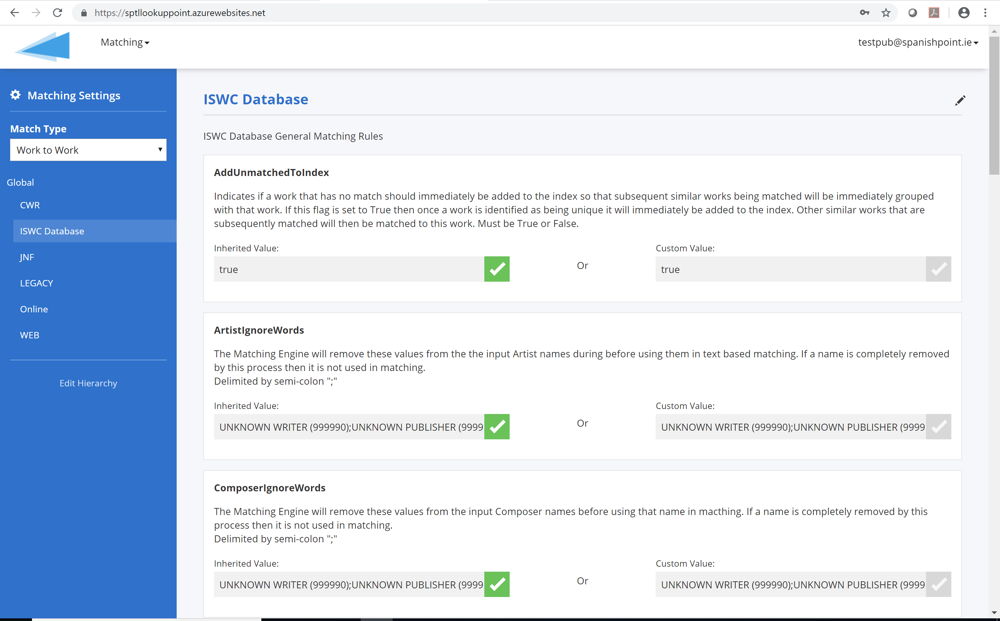 https://sptllookuppoint.azurewebsites.net
Matching
testpub@spanishpoint.ie
Matching Settings
Match Type
Work to Work
Global
CWR
ISWC Database
JNF
LEGACY
Online
WEB
Edit Hierarchy
ISWC Database
ISWC Database General Matching Rules
AddUnmatchedToIndex
Indicates if a work that has no match should immediately be added to the index so that subsequent similar works being matched will be immediately grouped
with that work. If this flag is set to True then once a work is identified as being unique it will immediately be added to the index. Other similar works that are
subsequently matched will then be matched to this work. Must be True or False.
Inherited Value:
true
Or
Custom Value:
true
ArtistIgnoreWords
The Matching Engine will remove these values from the the input Artist names during before using them in text based matching. If a name is completely removed
by this process then it is not used in matching.
Delimited by semi-colon ";"
Inherited Value:
UNKNOWN WRITER (999990);UNKNOWN PUBLISHER (9999
Or
Custom Value:
UNKNOWN WRITER (999990);UNKNOWN PUBLISHER (9999
ComposerIgnoreWords
The Matching Engine will remove these values from the input Composer names before using that name in macthing. If a name is completely removed by this
process then it is not used in matching.
Delimited by semi-colon ";"
Inherited Value:
UNKNOWN WRITER (999990);UNKNOWN PUBLISHER (9999
Or
Custom Value:
UNKNOWN WRITER (999990);UNKNOWN PUBLISHER (9999